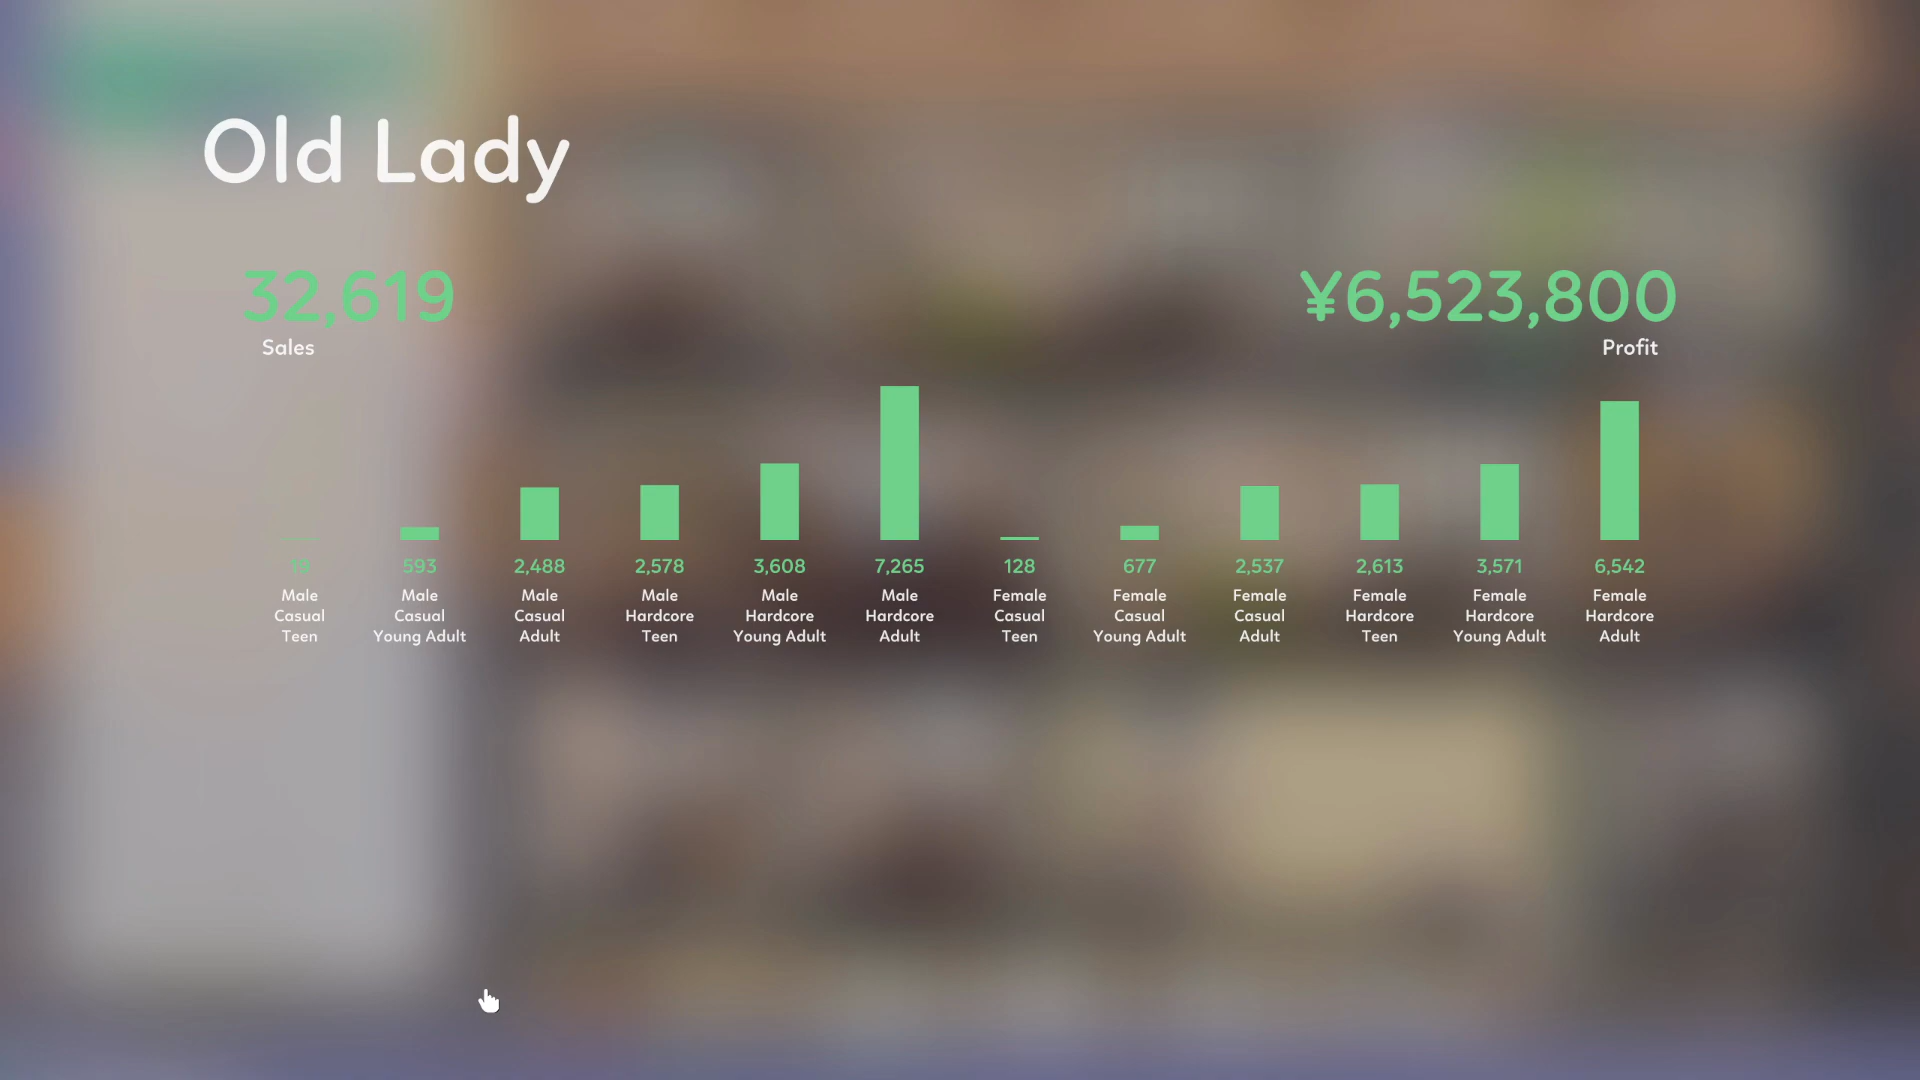 Old Lady
32,619
¥6,523,800
Sales
Profit
19
593
2,488
2,578
3,608
7,265
128
677
2,537
2,613
3,571
6,542
Male
Casual
Teen
Male
Casual
Young Adult
Male
Casual
Adult
Male
Hardcore
Teen
Male
Hardcore
Young Adult
Male
Hardcore
Adult
Female
Casual
Teen
Female
Casual
Young Adult
Female
Casual
Adult
Female
Hardcore
Teen
Female
Hardcore
Young Adult
Female
Hardcore
Adult